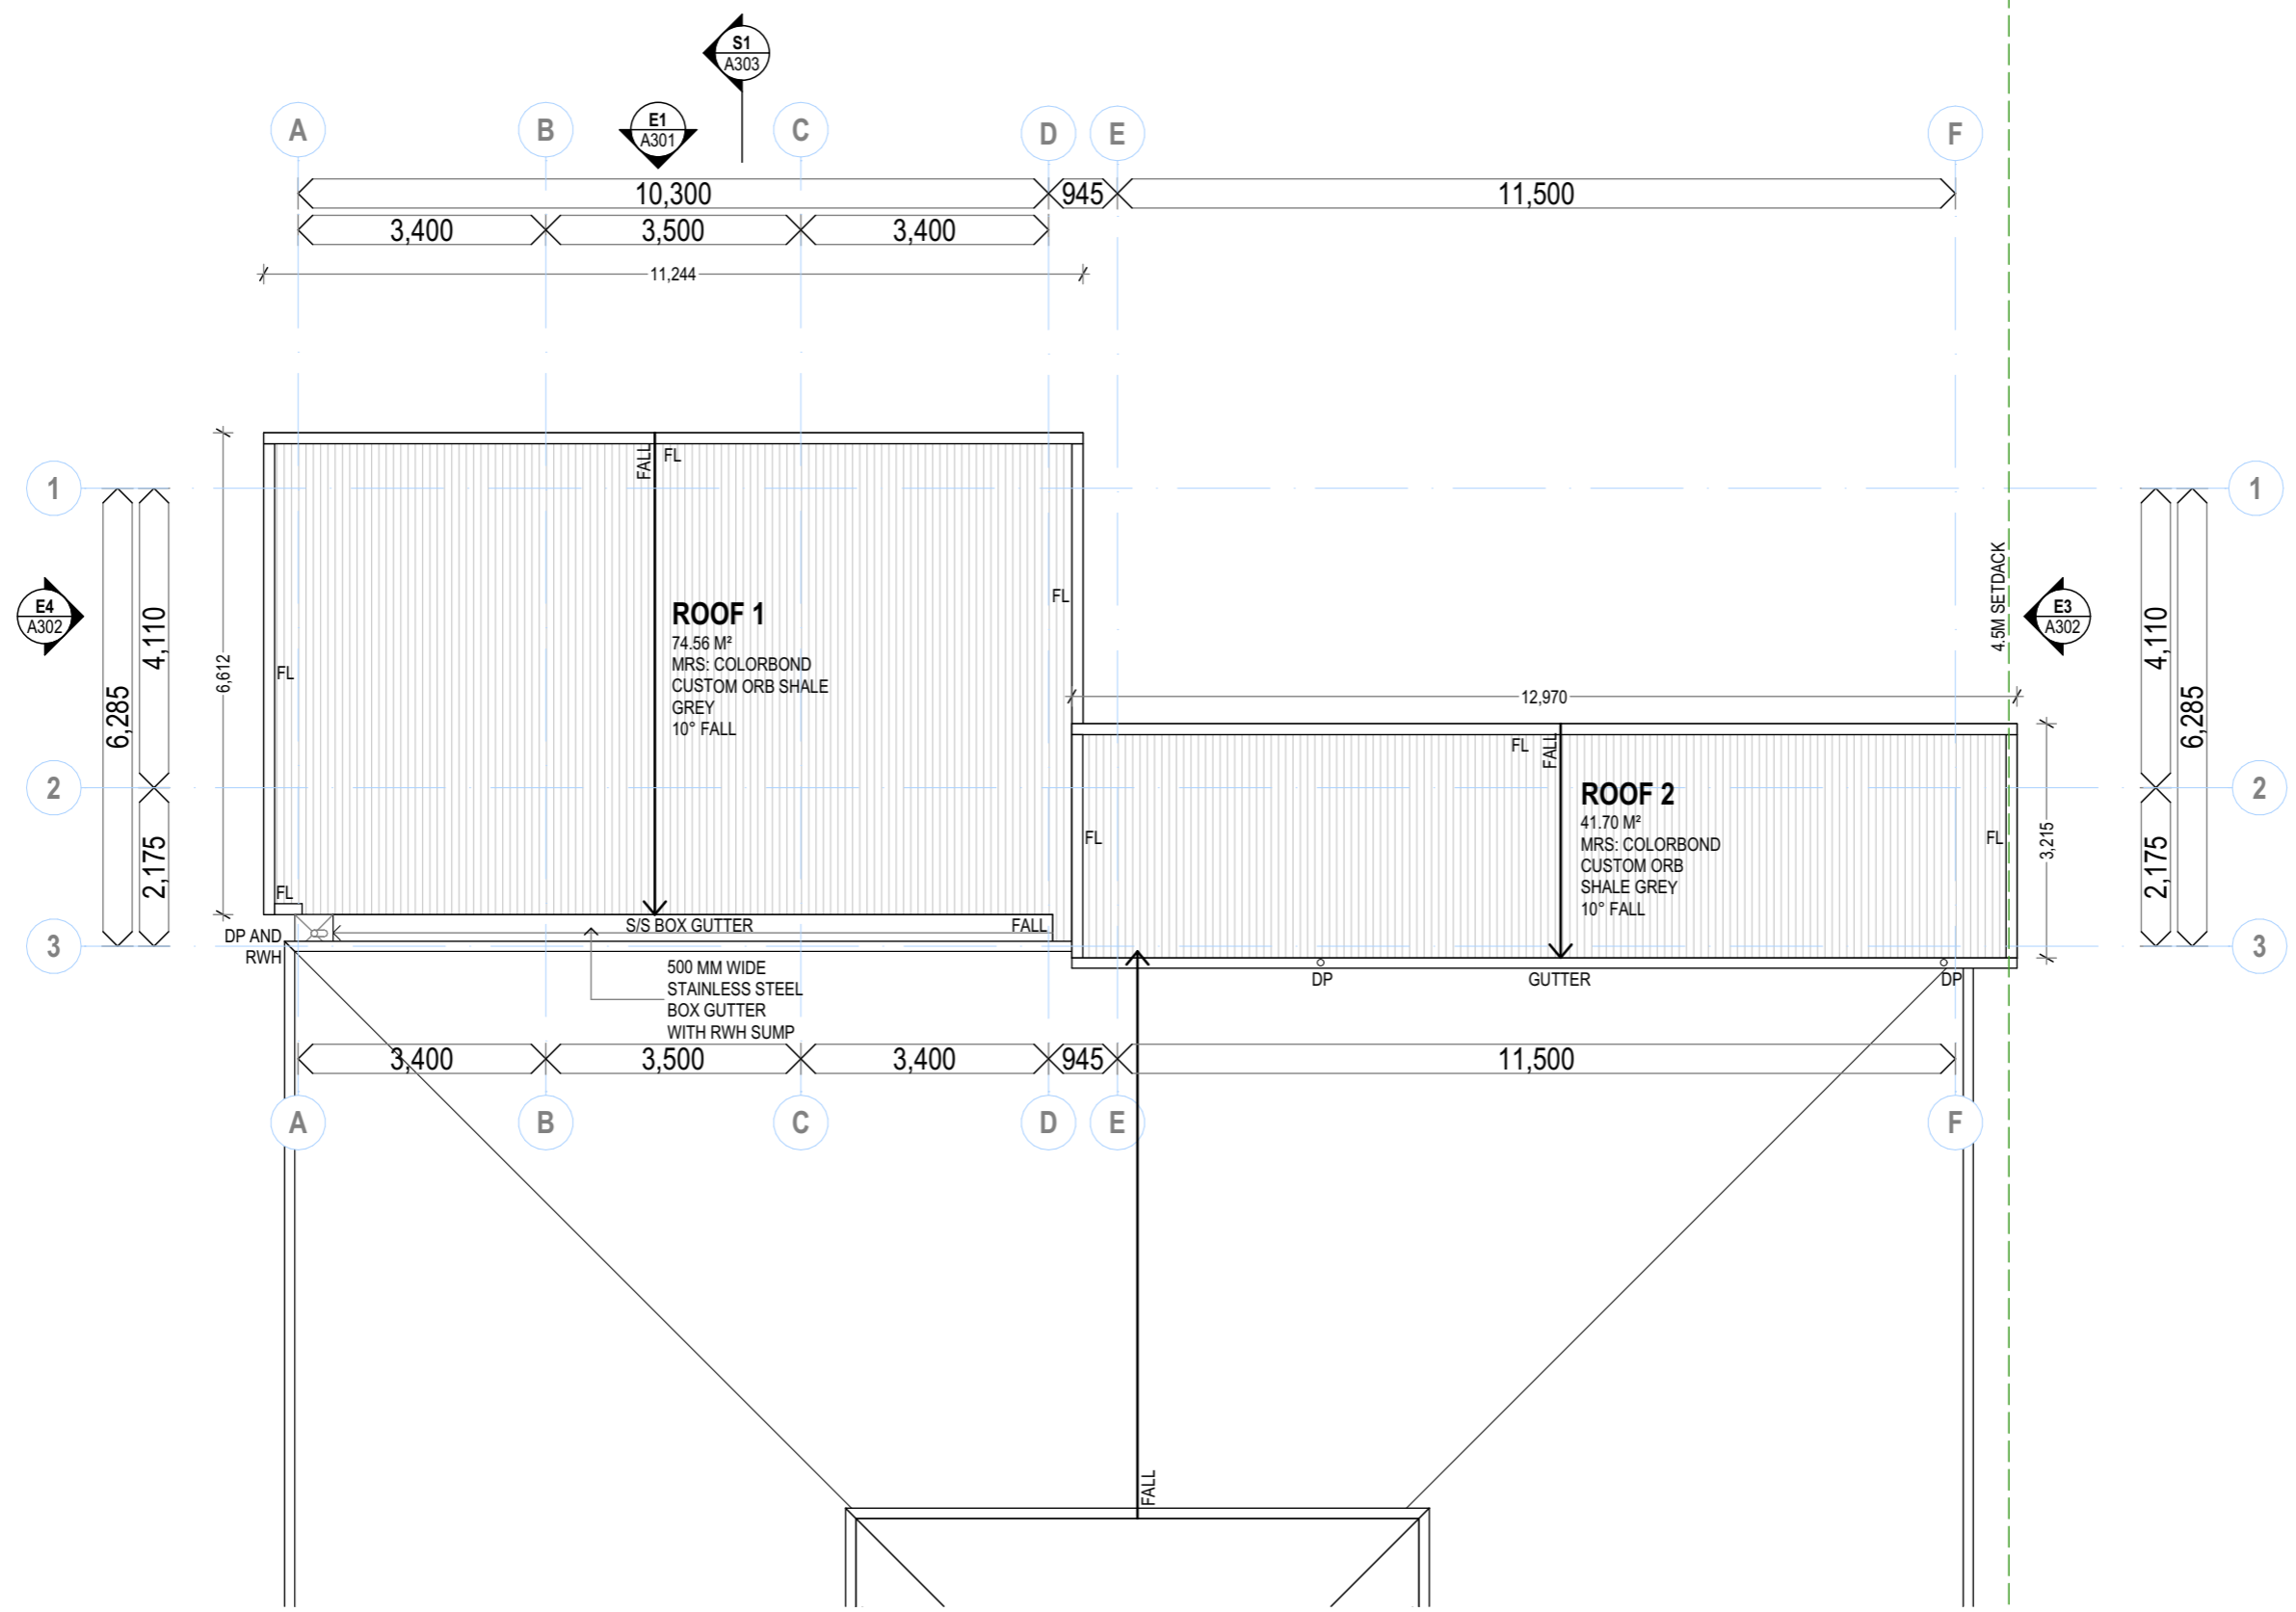 S1
A303
E1
A301
A B C D E F
10,300 945 11,500
3,400 3,500 3,400
11,244
1 1
FALL
FL
4.5M SETDACK
E4
A302
E3
A302
6,285
4,110
6,612
FL
FL
ROOF 1
74.56 M²
MRS: COLORBOND
CUSTOM ORB SHALE
GREY
10° FALL
4,110
6,285
12,970
FL
FALL
2 2
ROOF 2
41.70 M²
MRS: COLORBOND
CUSTOM ORB
SHALE GREY
10° FALL
FL
FL
3,215
2,175
2,175
FL
S/S BOX GUTTER
FALL
DP AND
RWH
3 3
500 MM WIDE
STAINLESS STEEL
BOX GUTTER
WITH RWH SUMP
DP
GUTTER
DP
3,400 3,500 3,400 945 11,500
A B C D E F
FALL